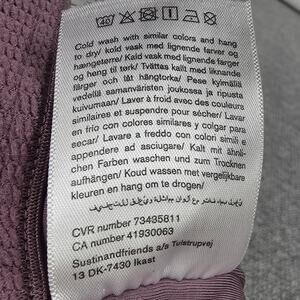 40
Cold wash with similar colors and hang
to dry/ kold vask med lignende farver og
hængetørre/ Kald vask med lignende farger
og heng til tørk/ Tvättas kallt med liknande
färger och låt hängtorka/ Pese kylmällä
vedellä samanväristen joukossa ja ripusta
kuivumaan/ Laver à froid avec des couleurs
similaires et suspendre pour sécher/ Lavar
en frío con colores similares y colgar para
secar/ Lavare a freddo con colori simili e
appendere ad asciugare/ Kalt mit ähnli-
chen Farben waschen und zum Trocknen
aufhängen/ Koud wassen met vergelijkbare
kleuren en hang om te drogen/
CVR number 73435811
CA number 41930063
Sustinandfriends a/s Tulstrupvej
13 DK-7430 Ikast